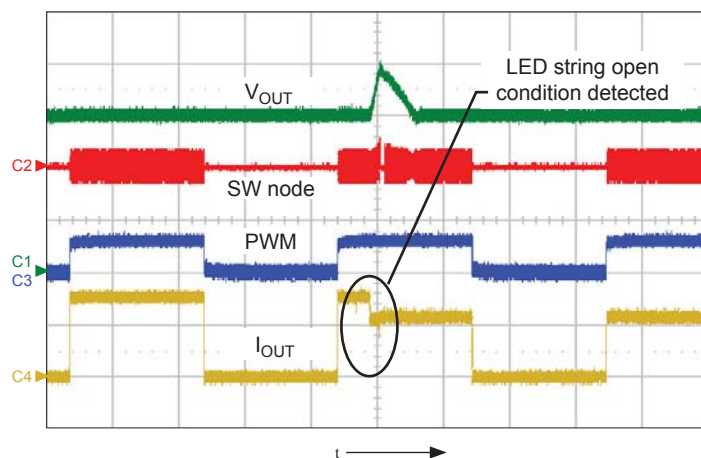 LED string open
condition detected
VOUT
C2
SW node
PWM
C1
C3
IOUT
C4
t